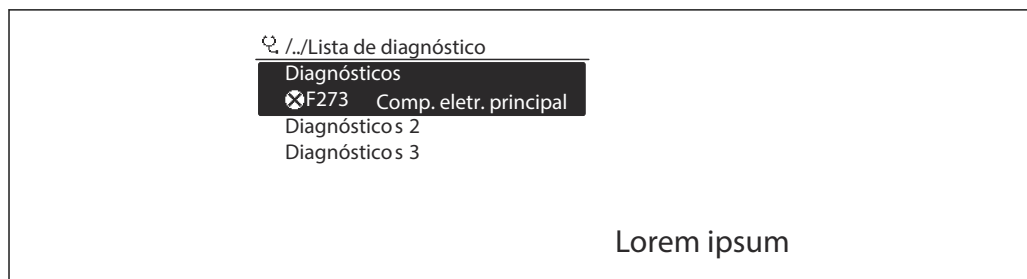 /../Lista de diagnóstico
Diagnósticos
F273 Comp. eletr. principal
Diagnósticos 2
Diagnósticos 3
Lorem ipsum